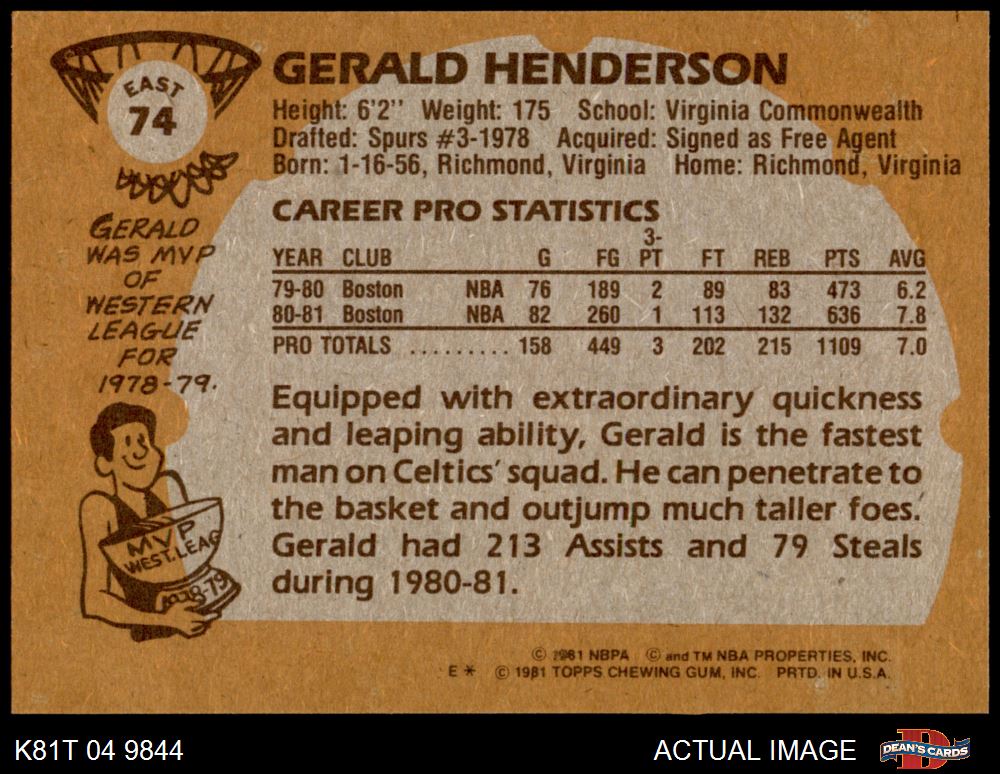 EAST
74
GERALD HENDERSON
Height: 6'2'' Weight: 175 School: Virginia Commonwealth
Drafted: Spurs #3-1978 Acquired: Signed as Free Agent
Born: 1-16-56, Richmond, Virginia Home: Richmond, Virginia
GERALD
WAS MVP
OF
WESTERN
LEAGUE
FOR
1978-79.
MVP
WEST. LEAG
1978-79
CAREER PRO STATISTICS
YEAR CLUB G FG 3-PT FT REB PTS AVG
79-80 Boston NBA 76 189 2 89 83 473 6.2
80-81 Boston NBA 82 260 1 113 132 636 7.8
PRO TOTALS .......... 158 449 3 202 215 1109 7.0
Equipped with extraordinary quickness
and leaping ability, Gerald is the fastest
man on Celtics' squad. He can penetrate to
the basket and outjump much taller foes.
Gerald had 213 Assists and 79 Steals
during 1980-81.
© 1981 NBPA © and TM NBA PROPERTIES, INC.
E * © 1981 TOPPS CHEWING GUM, INC. PRTD. IN U.S.A.
K81T 04 9844
ACTUAL IMAGE
D
DEAN'S CARDS